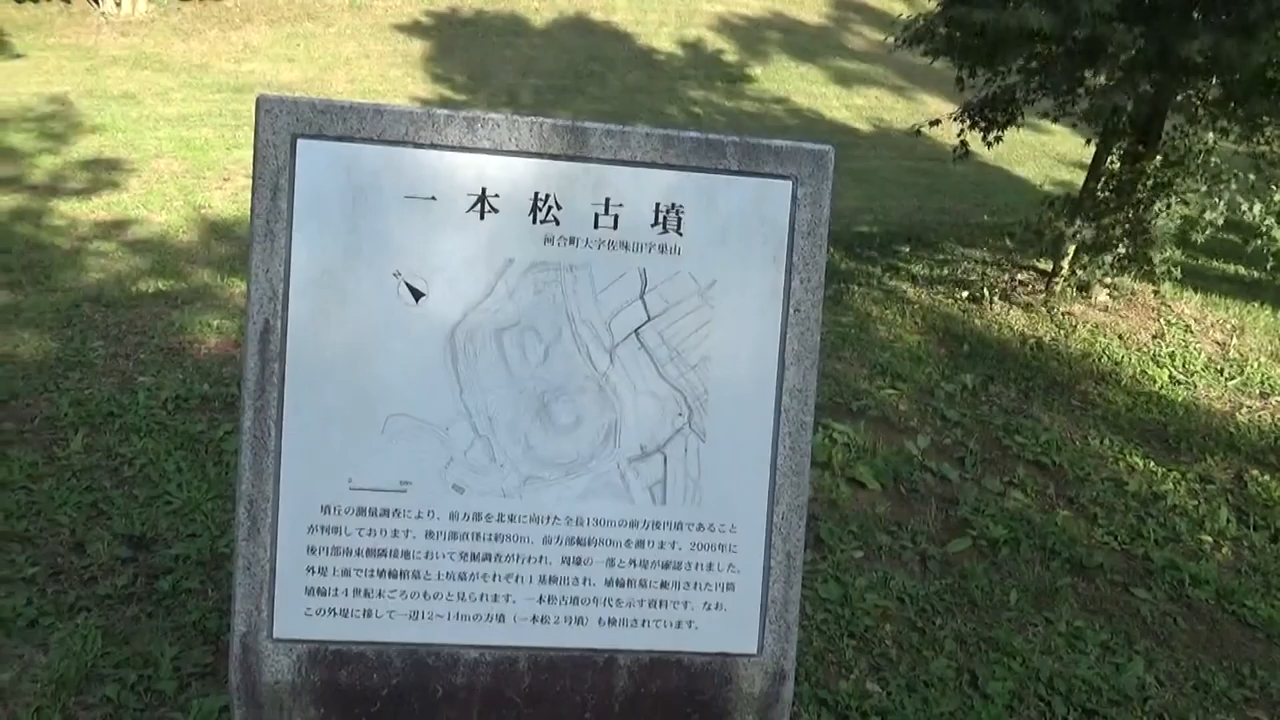 一本松古墳
河合町大字佐味田字巣山
N
0
50m
墳丘の測量調査により、前方部を北東に向けた全長130mの前方後円墳であること
が判明しております。後円部直径は約80m、前方部幅約80mを測ります。2006年に
後円部南東側隣接地において発掘調査が行われ、周壕の一部と外堤が確認されました。
外堤上面では埴輪棺墓と土坑墓がそれぞれ1基検出され、埴輪棺墓に使用された円筒
埴輪は4世紀末ごろのものと見られます。一本松古墳の年代を示す資料です。なお、
この外堤に接して一辺12〜14mの方墳（一本松2号墳）も検出されています。